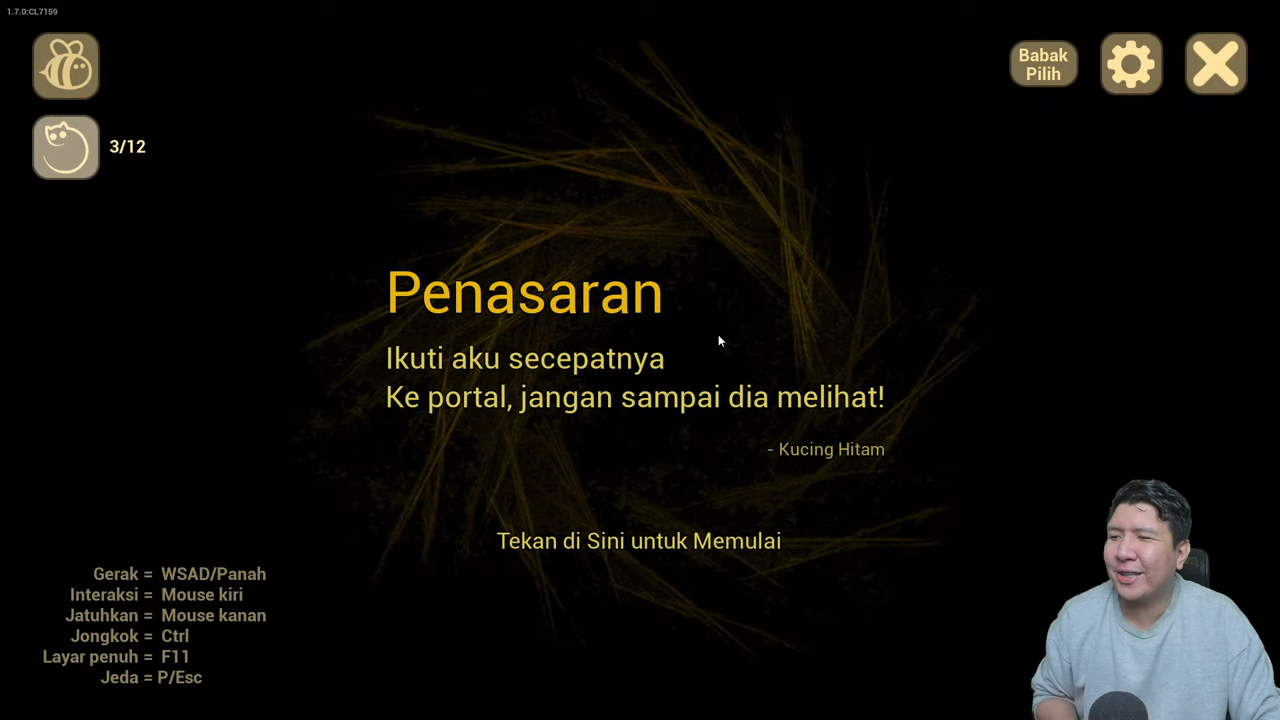 1.7.0:CL7159
Babak
Pilih
3/12
Penasaran
Ikuti aku secepatnya
Ke portal, jangan sampai dia melihat!
- Kucing Hitam
Tekan di Sini untuk Memulai
Gerak = WSAD/Panah
Interaksi = Mouse kiri
Jatuhkan = Mouse kanan
Jongkok = Ctrl
Layar penuh = F11
Jeda = P/Esc